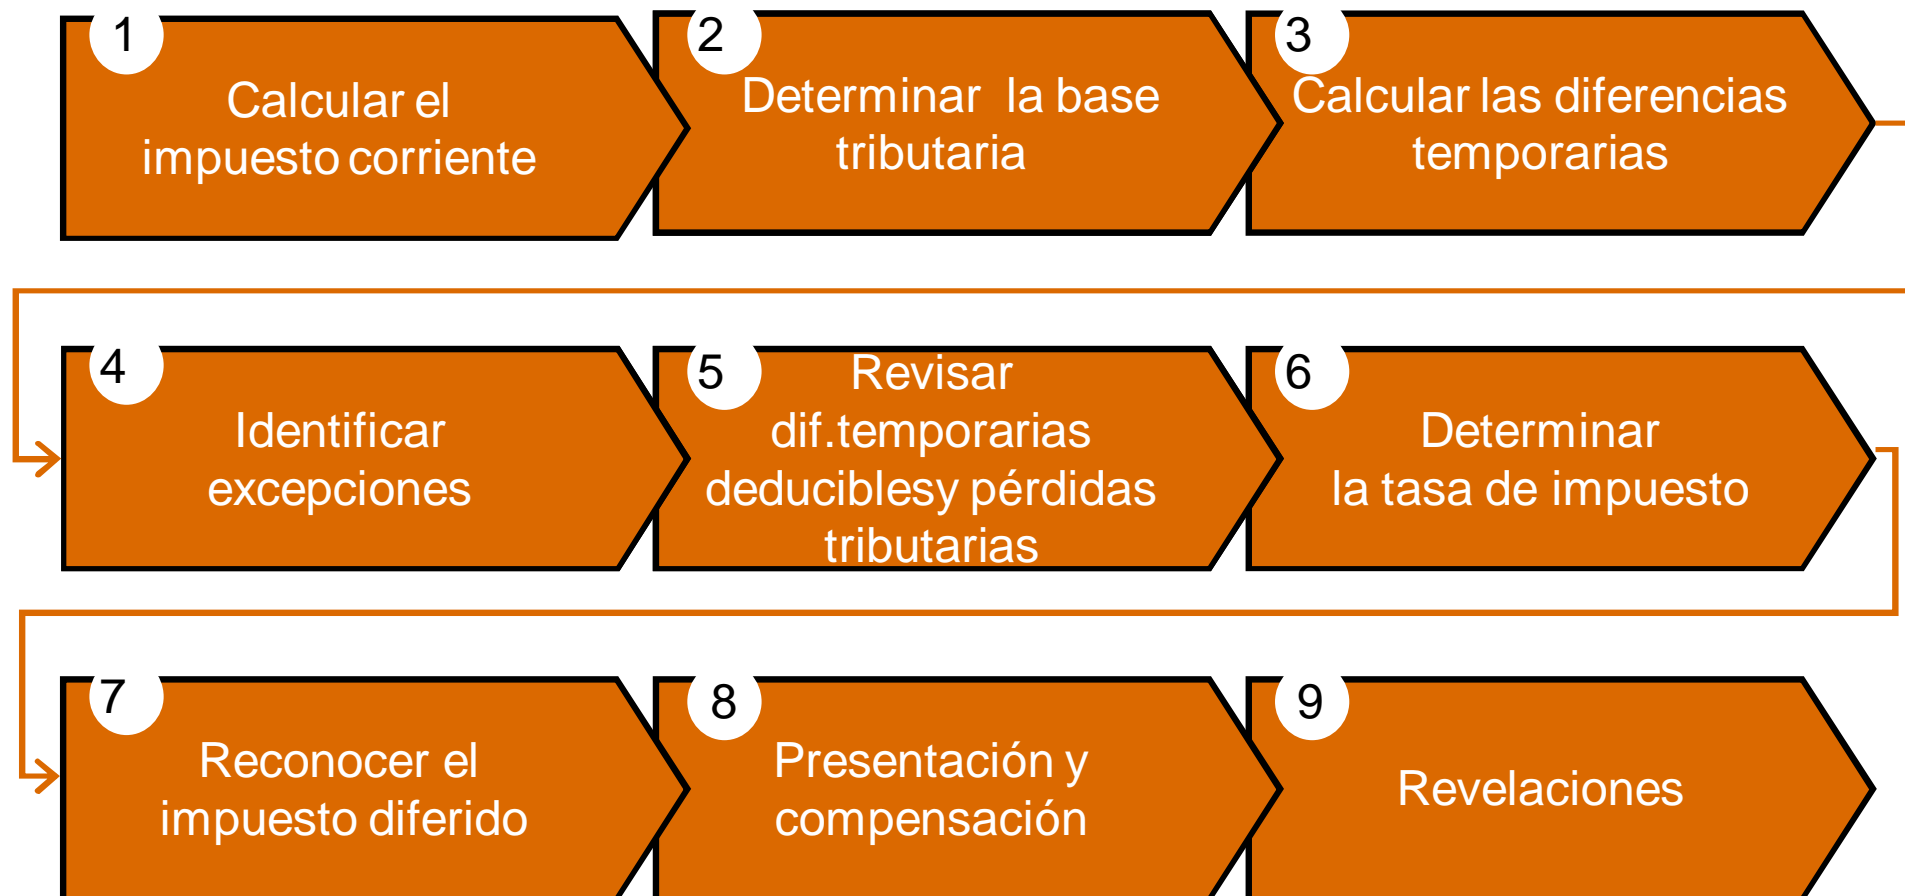 1
Calcular el
impuesto corriente
2
Determinar la base
tributaria
3
Calcular las diferencias
temporarias
4
Identificar
excepciones
5
Revisar
dif.temporarias
deduciblesy pérdidas
tributarias
6
Determinar
la tasa de impuesto
7
Reconocer el
impuesto diferido
8
Presentación y
compensación
9
Revelaciones